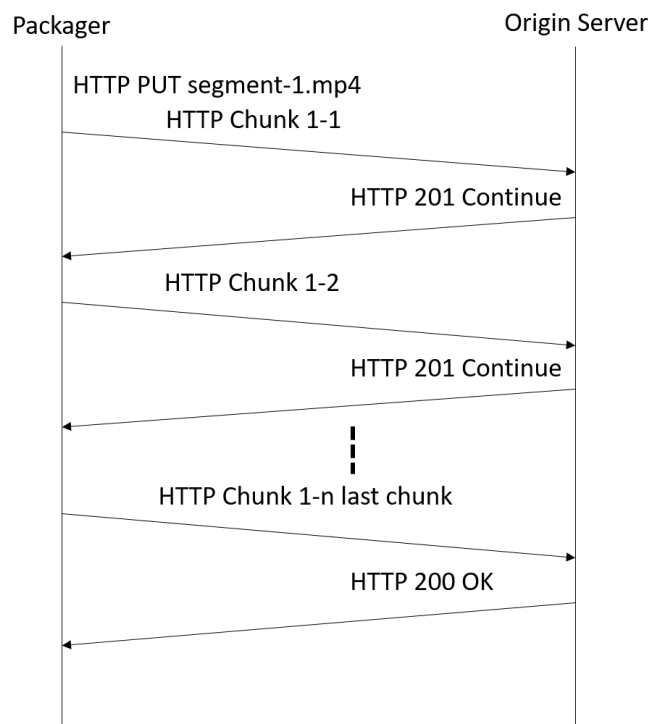 Packager
Origin Server
HTTP PUT segment-1.mp4
HTTP Chunk 1-1
HTTP 201 Continue
HTTP Chunk 1-2
HTTP 201 Continue
HTTP Chunk 1-n last chunk
HTTP 200 OK